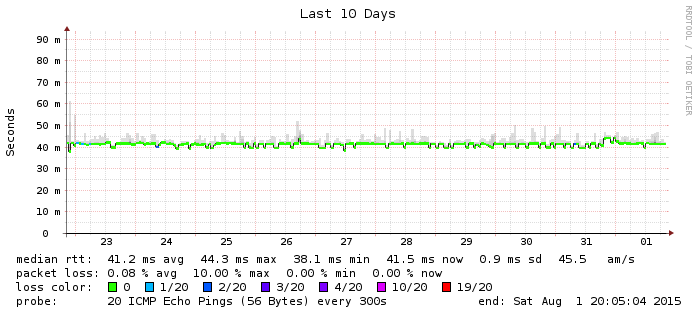 Last 10 Days
RRDTOOL / TOBI OETIKER
Seconds
90 m
80 m
70 m
60 m
50 m
40 m
30 m
20 m
10 m
0
23 24 25 26 27 28 29 30 31 01
median rtt: 41.2 ms avg 44.3 ms max 38.1 ms min 41.5 ms now 0.9 ms sd 45.5 am/s
packet loss: 0.08 % avg 10.00 % max 0.00 % min 0.00 % now
loss color: 0 1/20 2/20 3/20 4/20 10/20 19/20
probe: 20 ICMP Echo Pings (56 Bytes) every 300s end: Sat Aug 1 20:05:04 2015